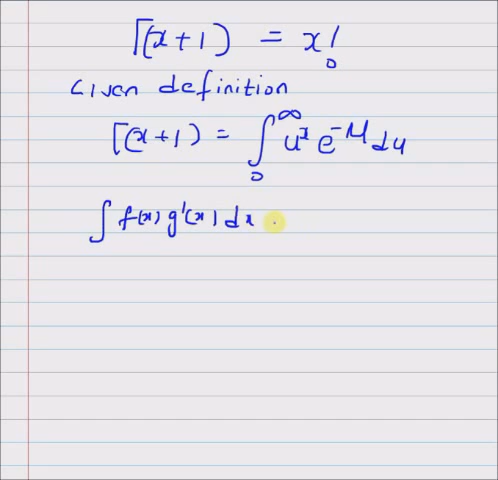 Γ(x+1) = x!
Given definition
Γ(x+1) = ∫₀^∞ u^x e^-u du
∫ f(x) g'(x) dx